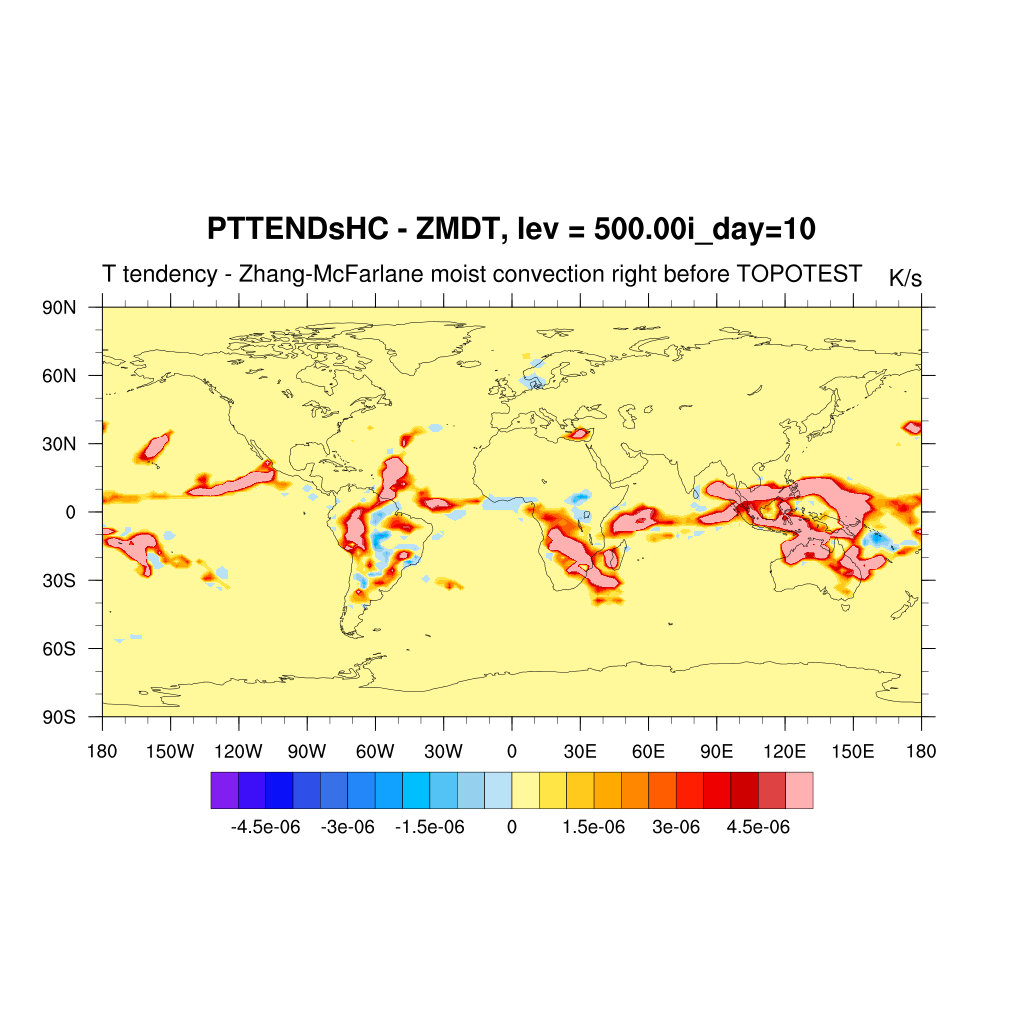 PTTENDsHC - ZMDT, lev = 500.00i_day=10
T tendency - Zhang-McFarlane moist convection right before TOPOTEST K/s
90N
60N
30N
0
30S
60S
90S
180 150W 120W 90W 60W 30W 0 30E 60E 90E 120E 150E 180
-4.5e-06 -3e-06 -1.5e-06 0 1.5e-06 3e-06 4.5e-06